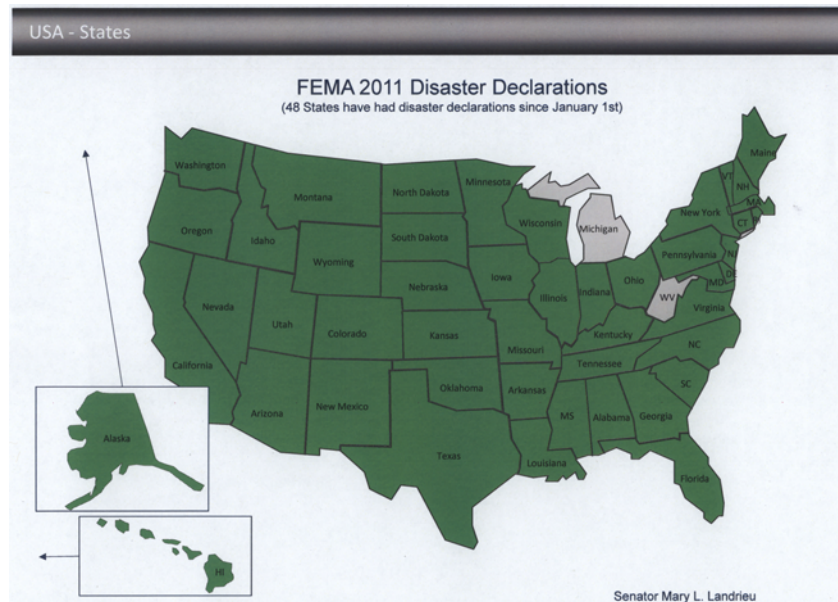 USA - States
FEMA 2011 Disaster Declarations
(48 States have had disaster declarations since January 1st)
Washington
Maine
Montana
North Dakota
Minnesota
VT
NH
Oregon
Idaho
Wisconsin
Michigan
New York
MA
CT
South Dakota
Wyoming
Pennsylvania
NJ
Iowa
Ohio
DE
MD
Nebraska
Nevada
Illinois
Indiana
WV
Virginia
Utah
Colorado
Kansas
Missouri
Kentucky
NC
California
Tennessee
Oklahoma
Arkansas
SC
Arizona
New Mexico
MS
Alabama
Georgia
Alaska
Texas
Louisiana
Florida
HI
Senator Mary L. Landrieu